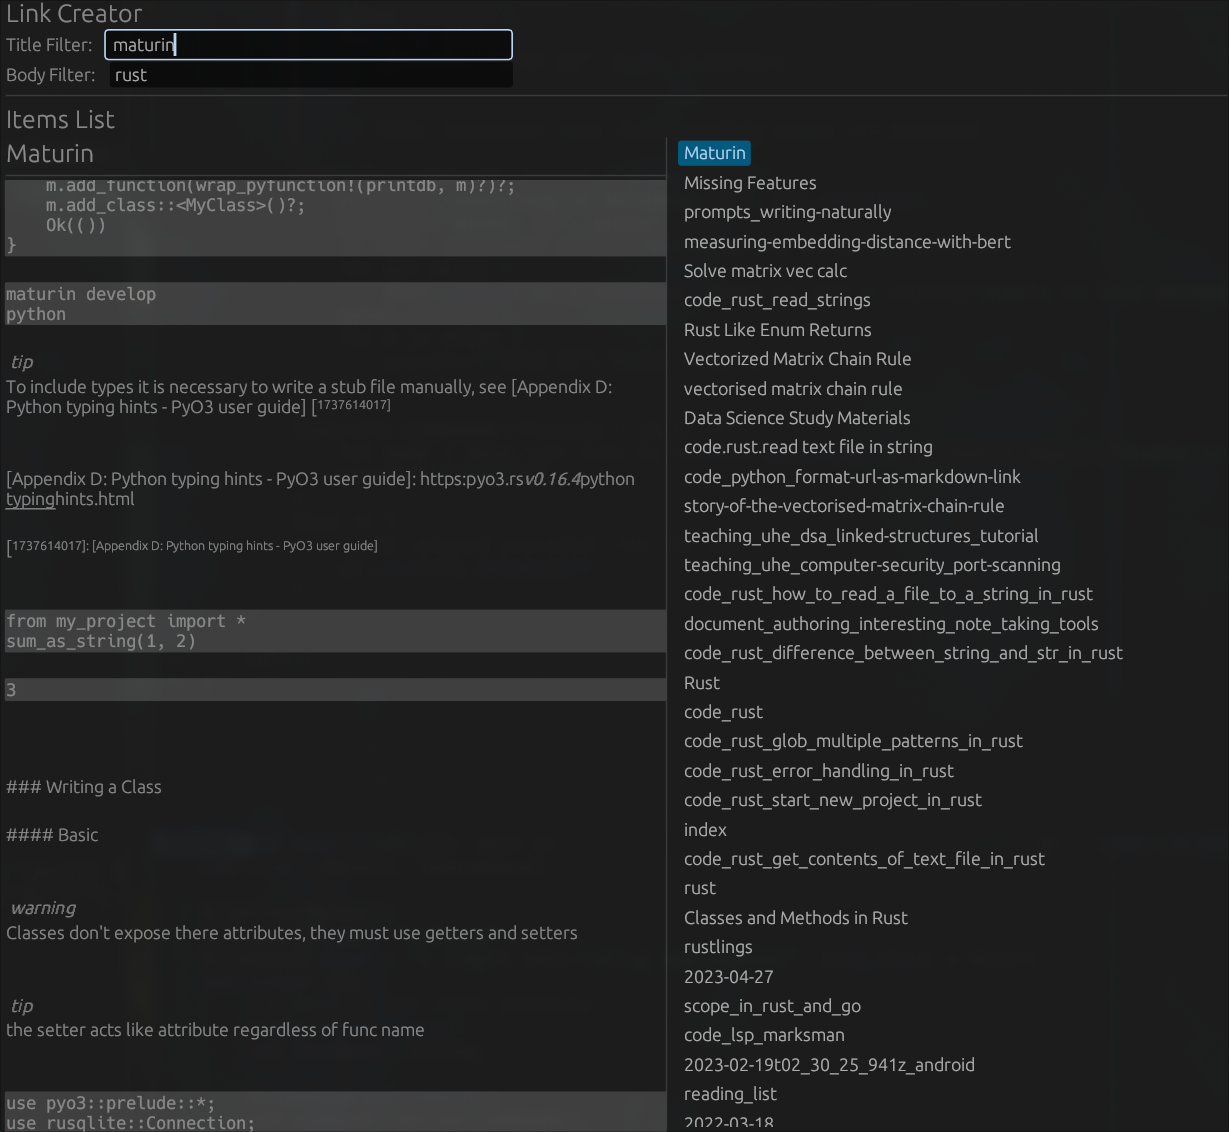 Link Creator
Title Filter: maturin
Body Filter: rust
Items List
Maturin
m.add_function(wrap_pyfunction!(printdb, m)?)?;
m.add_class::<MyClass>()?;
Ok(())
}
maturin develop
python
tip
To include types it is necessary to write a stub file manually, see [Appendix D:
Python typing hints - PyO3 user guide] [1737614017]
[Appendix D: Python typing hints - PyO3 user guide]: https:pyo3.rsv0.16.4python
typinghints.html
[1737614017]: [Appendix D: Python typing hints - PyO3 user guide]
from my_project import *
sum_as_string(1, 2)
3
### Writing a Class
#### Basic
warning
Classes don't expose there attributes, they must use getters and setters
tip
the setter acts like attribute regardless of func name
use pyo3::prelude::*;
use rusqlite::Connection;
Maturin
Missing Features
prompts_writing-naturally
measuring-embedding-distance-with-bert
Solve matrix vec calc
code_rust_read_strings
Rust Like Enum Returns
Vectorized Matrix Chain Rule
vectorised matrix chain rule
Data Science Study Materials
code.rust.read text file in string
code_python_format-url-as-markdown-link
story-of-the-vectorised-matrix-chain-rule
teaching_uhe_dsa_linked-structures_tutorial
teaching_uhe_computer-security_port-scanning
code_rust_how_to_read_a_file_to_a_string_in_rust
document_authoring_interesting_note_taking_tools
code_rust_difference_between_string_and_str_in_rust
Rust
code_rust
code_rust_glob_multiple_patterns_in_rust
code_rust_error_handling_in_rust
code_rust_start_new_project_in_rust
index
code_rust_get_contents_of_text_file_in_rust
rust
Classes and Methods in Rust
rustlings
2023-04-27
scope_in_rust_and_go
code_lsp_marksman
2023-02-19t02_30_25_941z_android
reading_list
2022-03-18